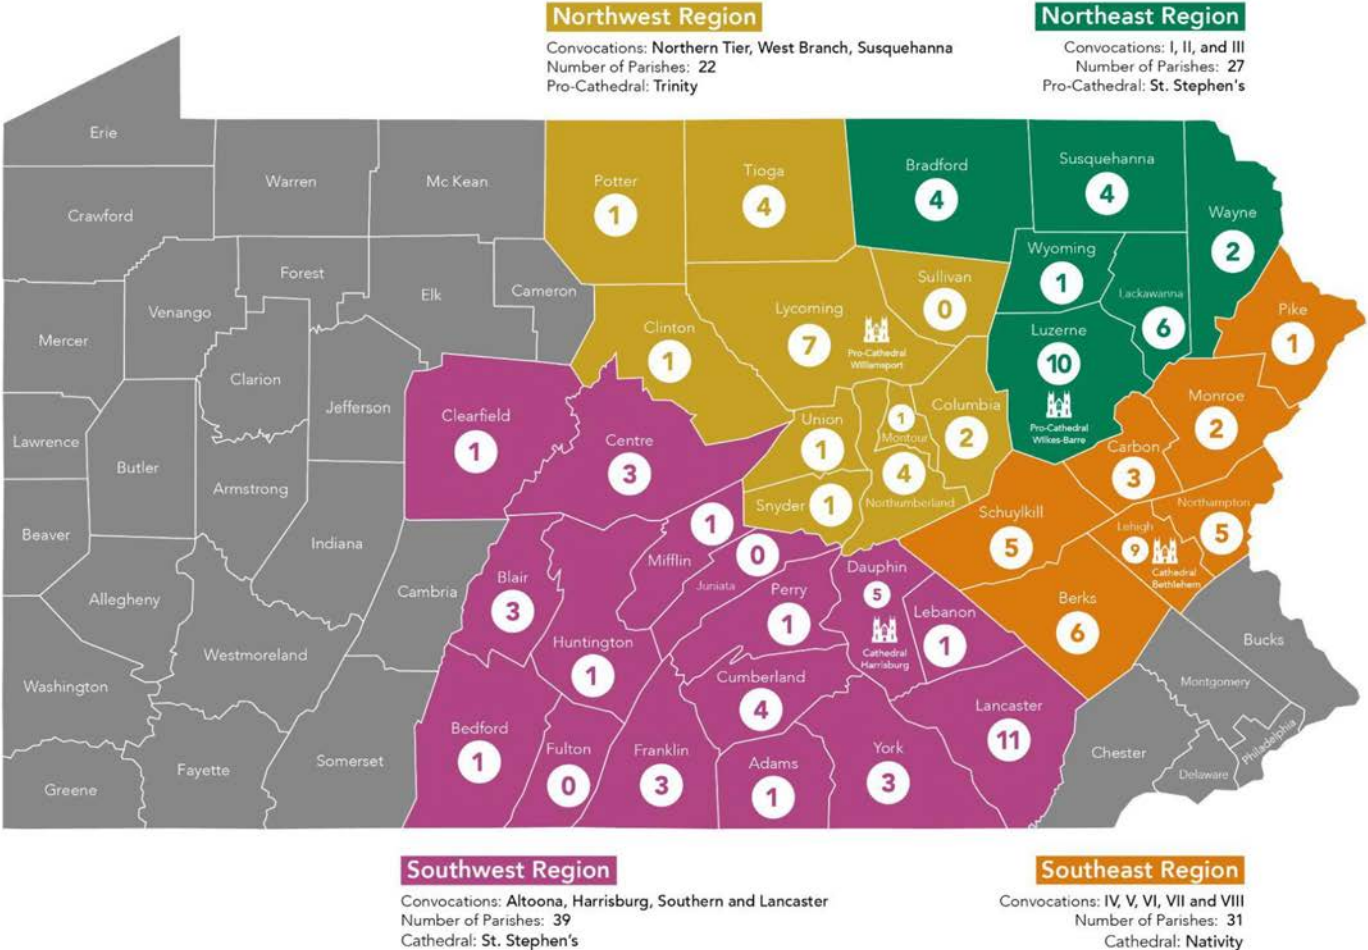 Northwest Region
Convocations: Northern Tier, West Branch, Susquehanna
Number of Parishes: 22
Pro-Cathedral: Trinity
Northeast Region
Convocations: I, II, and III
Number of Parishes: 27
Pro-Cathedral: St. Stephen's
Erie
Crawford
Warren
Mc Kean
Potter
1
Tioga
4
Bradford
4
Susquehanna
4
Wayne
2
Mercer
Venango
Forest
Elk
Cameron
Clinton
1
Lycoming
7
Pro-Cathedral
Williamsport
Sullivan
0
Wyoming
1
Lackawanna
6
Luzerne
10
Pro-Cathedral
Wilkes-Barre
Pike
1
Lawrence
Butler
Clarion
Jefferson
Clearfield
1
Centre
3
Union
1
1
Montour
Columbia
2
Snyder
1
4
Northumberland
Monroe
2
Carbon
3
Schuylkill
5
Lehigh
9
Cathedral
Bethlehem
Northampton
5
Berks
6
Beaver
Armstrong
Indiana
Allegheny
Cambria
Blair
3
Mifflin
1
0
Juniata
Perry
1
Dauphin
5
Cathedral
Harrisburg
Lebanon
1
Huntington
1
Cumberland
4
Washington
Westmoreland
Greene
Fayette
Somerset
Bedford
1
Fulton
0
Franklin
3
Adams
1
York
3
Lancaster
11
Bucks
Montgomery
Chester
Delaware
Philadelphia
Southwest Region
Convocations: Altoona, Harrisburg, Southern and Lancaster
Number of Parishes: 39
Cathedral: St. Stephen's
Southeast Region
Convocations: IV, V, VI, VII and VIII
Number of Parishes: 31
Cathedral: Nativity